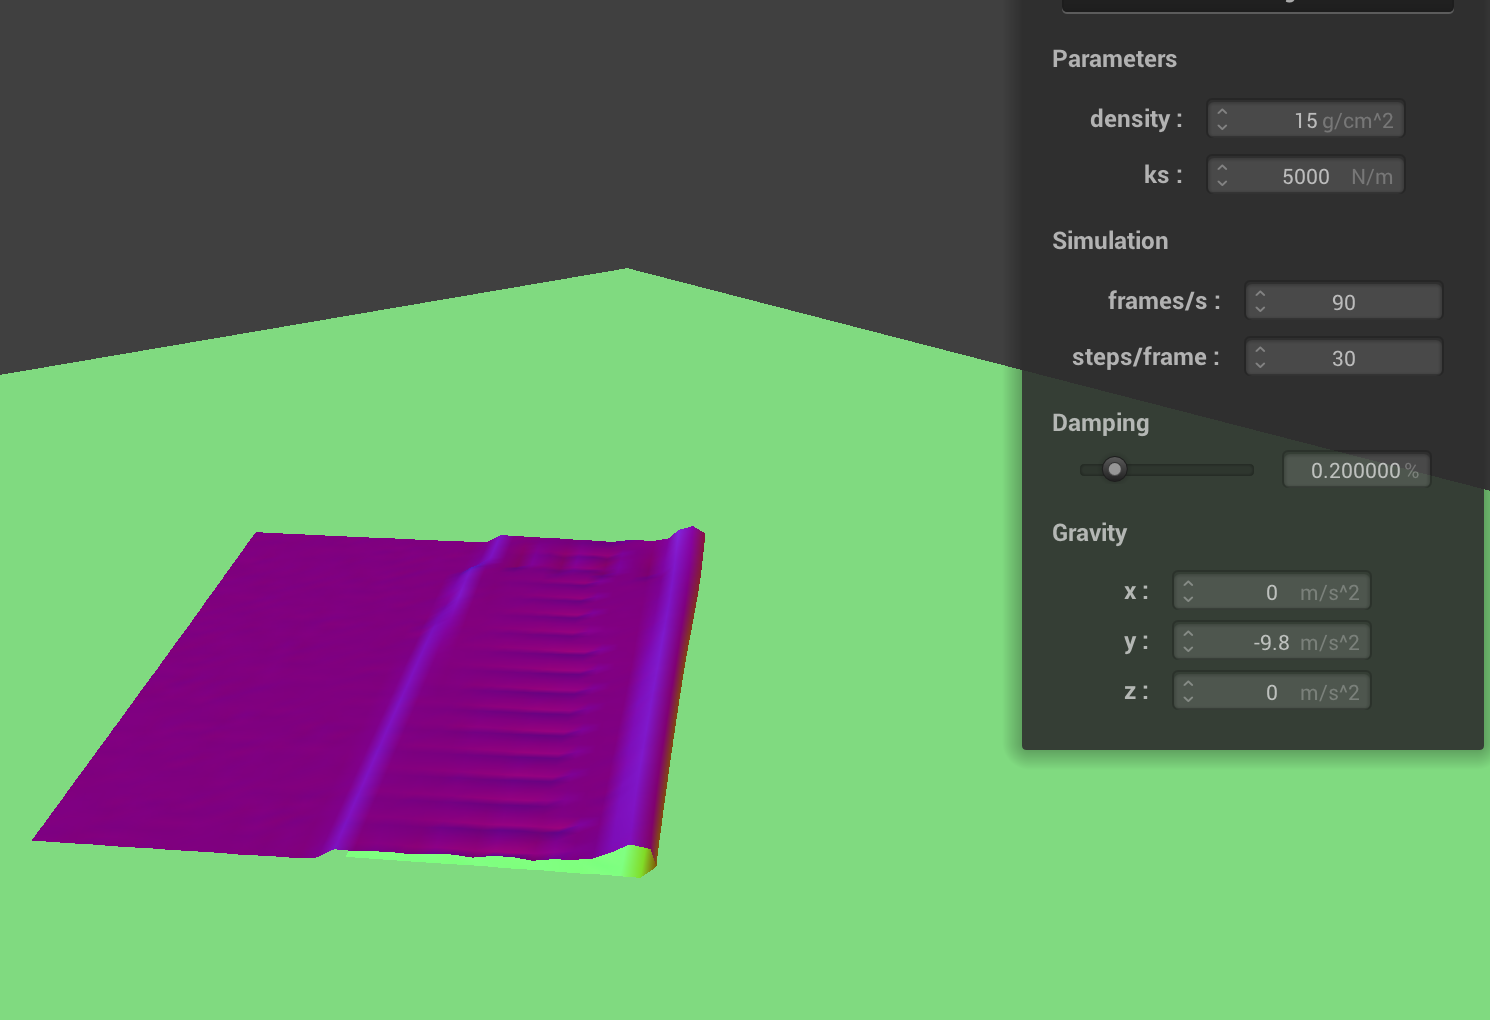 Parameters
density : 15 g/cm^2
ks : 5000 N/m
Simulation
frames/s : 90
steps/frame : 30
Damping
0.200000 %
Gravity
x : 0 m/s^2
y : -9.8 m/s^2
z : 0 m/s^2